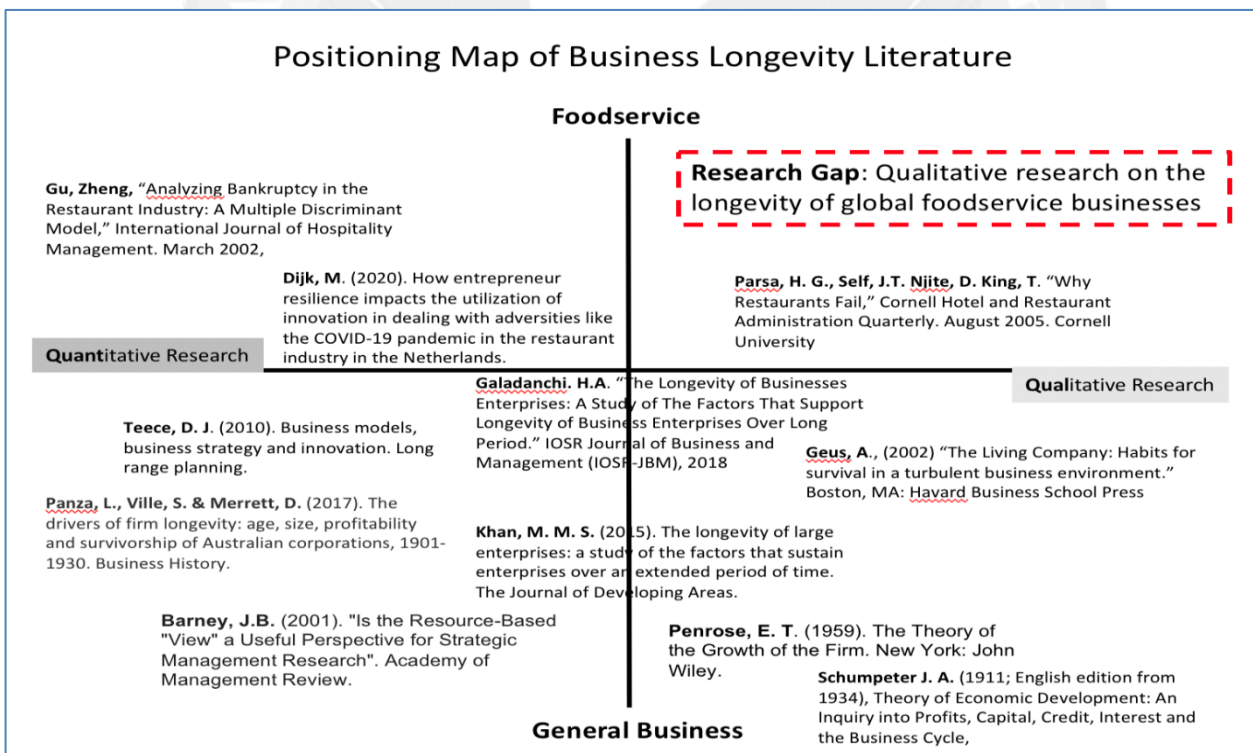 Positioning Map of Business Longevity Literature
Foodservice
Research Gap: Qualitative research on the
longevity of global foodservice businesses
Gu, Zheng, “Analyzing Bankruptcy in the
Restaurant Industry: A Multiple Discriminant
Model,” International Journal of Hospitality
Management. March 2002,
Dijk, M. (2020). How entrepreneur
resilience impacts the utilization of
innovation in dealing with adversities like
the COVID-19 pandemic in the restaurant
industry in the Netherlands.
Parsa, H. G., Self, J.T. Njite, D. King, T. “Why
Restaurants Fail,” Cornell Hotel and Restaurant
Administration Quarterly. August 2005. Cornell
University
Quantitative Research
Qualitative Research
Galadanchi. H.A. “The Longevity of Businesses
Enterprises: A Study of The Factors That Support
Longevity of Business Enterprises Over Long
Period.” IOSR Journal of Business and
Management (IOSR-JBM), 2018
Teece, D. J. (2010). Business models,
business strategy and innovation. Long
range planning.
Geus, A., (2002) “The Living Company: Habits for
survival in a turbulent business environment.”
Boston, MA: Havard Business School Press
Panza, L., Ville, S. & Merrett, D. (2017). The
drivers of firm longevity: age, size, profitability
and survivorship of Australian corporations, 1901-
1930. Business History.
Khan, M. M. S. (2015). The longevity of large
enterprises: a study of the factors that sustain
enterprises over an extended period of time.
The Journal of Developing Areas.
Barney, J.B. (2001). "Is the Resource-Based
"View" a Useful Perspective for Strategic
Management Research". Academy of
Management Review.
Penrose, E. T. (1959). The Theory of
the Growth of the Firm. New York: John
Wiley.
Schumpeter J. A. (1911; English edition from
1934), Theory of Economic Development: An
Inquiry into Profits, Capital, Credit, Interest and
the Business Cycle,
General Business